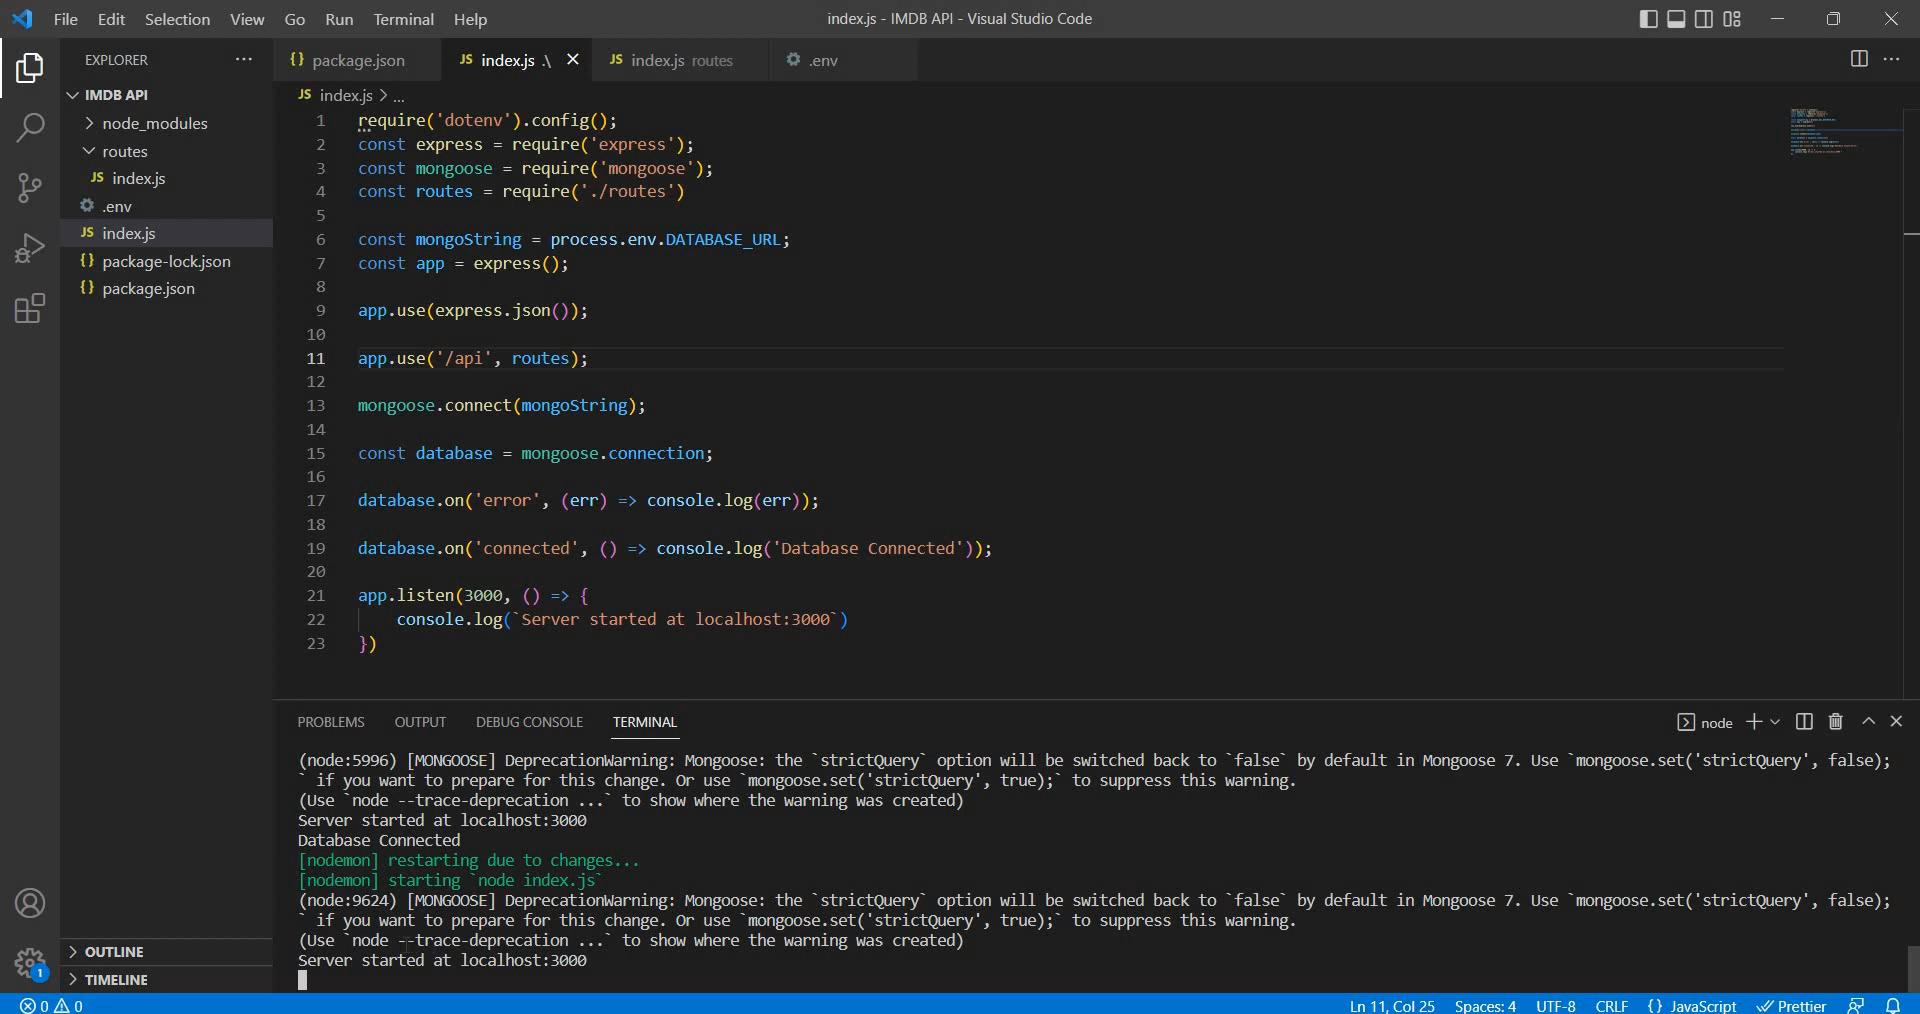 File Edit Selection View Go Run Terminal Help
index.js - IMDB API - Visual Studio Code
EXPLORER
IMDB API
node_modules
routes
JS index.js
.env
JS index.js
{} package-lock.json
{} package.json
OUTLINE
TIMELINE
{} package.json
JS index.js .\
JS index.js routes
.env
JS index.js > ...
1 require('dotenv').config();
2 const express = require('express');
3 const mongoose = require('mongoose');
4 const routes = require('./routes')
5
6 const mongoString = process.env.DATABASE_URL;
7 const app = express();
8
9 app.use(express.json());
10
11 app.use('/api', routes);
12
13 mongoose.connect(mongoString);
14
15 const database = mongoose.connection;
16
17 database.on('error', (err) => console.log(err));
18
19 database.on('connected', () => console.log('Database Connected'));
20
21 app.listen(3000, () => {
22 console.log(`Server started at localhost:3000`)
23 })
PROBLEMS OUTPUT DEBUG CONSOLE TERMINAL
node
(node:5996) [MONGOOSE] DeprecationWarning: Mongoose: the `strictQuery` option will be switched back to `false` by default in Mongoose 7. Use `mongoose.set('strictQuery', false);
` if you want to prepare for this change. Or use `mongoose.set('strictQuery', true);` to suppress this warning.
(Use `node --trace-deprecation ...` to show where the warning was created)
Server started at localhost:3000
Database Connected
[nodemon] restarting due to changes...
[nodemon] starting `node index.js`
(node:9624) [MONGOOSE] DeprecationWarning: Mongoose: the `strictQuery` option will be switched back to `false` by default in Mongoose 7. Use `mongoose.set('strictQuery', false);
` if you want to prepare for this change. Or use `mongoose.set('strictQuery', true);` to suppress this warning.
(Use `node --trace-deprecation ...` to show where the warning was created)
Server started at localhost:3000
1
0 0
Ln 11, Col 25 Spaces: 4 UTF-8 CRLF {} JavaScript Prettier